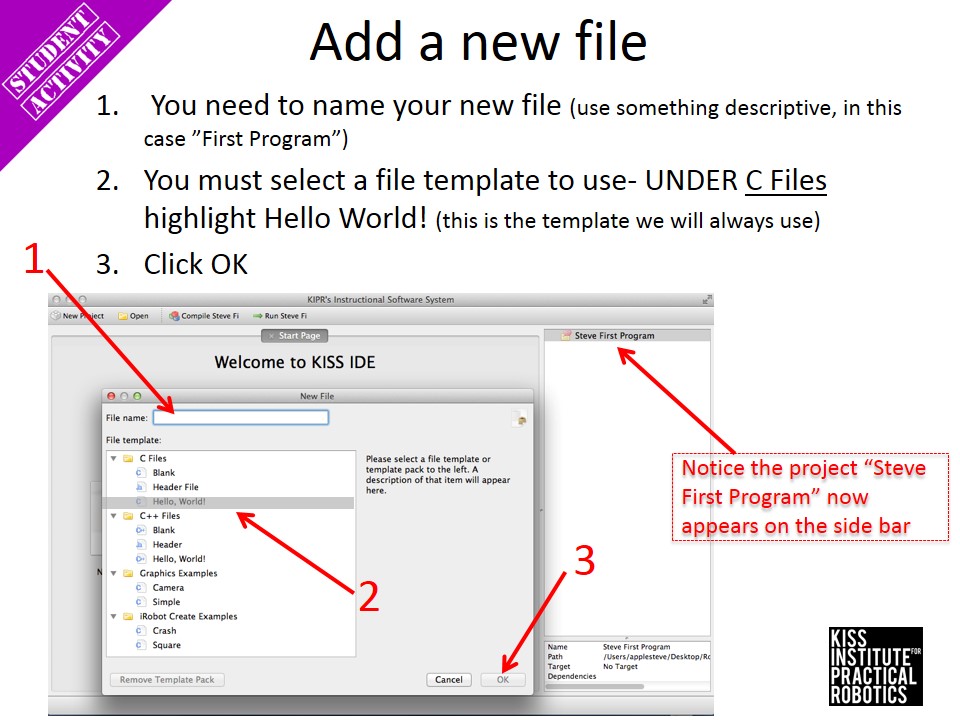 STUDENT
ACTIVITY
Add a new file
1. You need to name your new file (use something descriptive, in this
case ”First Program”)
2. You must select a file template to use- UNDER C Files
highlight Hello World! (this is the template we will always use)
3. Click OK
1
KIPR's Instructional Software System
New Project Open Compile Steve Fi Run Steve Fi
Start Page
Steve First Program
Welcome to KISS IDE
New File
File name:
File template:
C Files
Blank
Header File
Hello, World!
C++ Files
Blank
Header
Hello, World!
Graphics Examples
Camera
Simple
iRobot Create Examples
Crash
Square
Please select a file template or
template pack to the left. A
description of that item will appear
here.
Notice the project “Steve
First Program” now
appears on the side bar
2
3
Name Steve First Program
Path /Users/applesteve/Desktop/Ro
Target No Target
Dependencies
Remove Template Pack Cancel OK
KISS
INSTITUTE
FOR
PRACTICAL
ROBOTICS